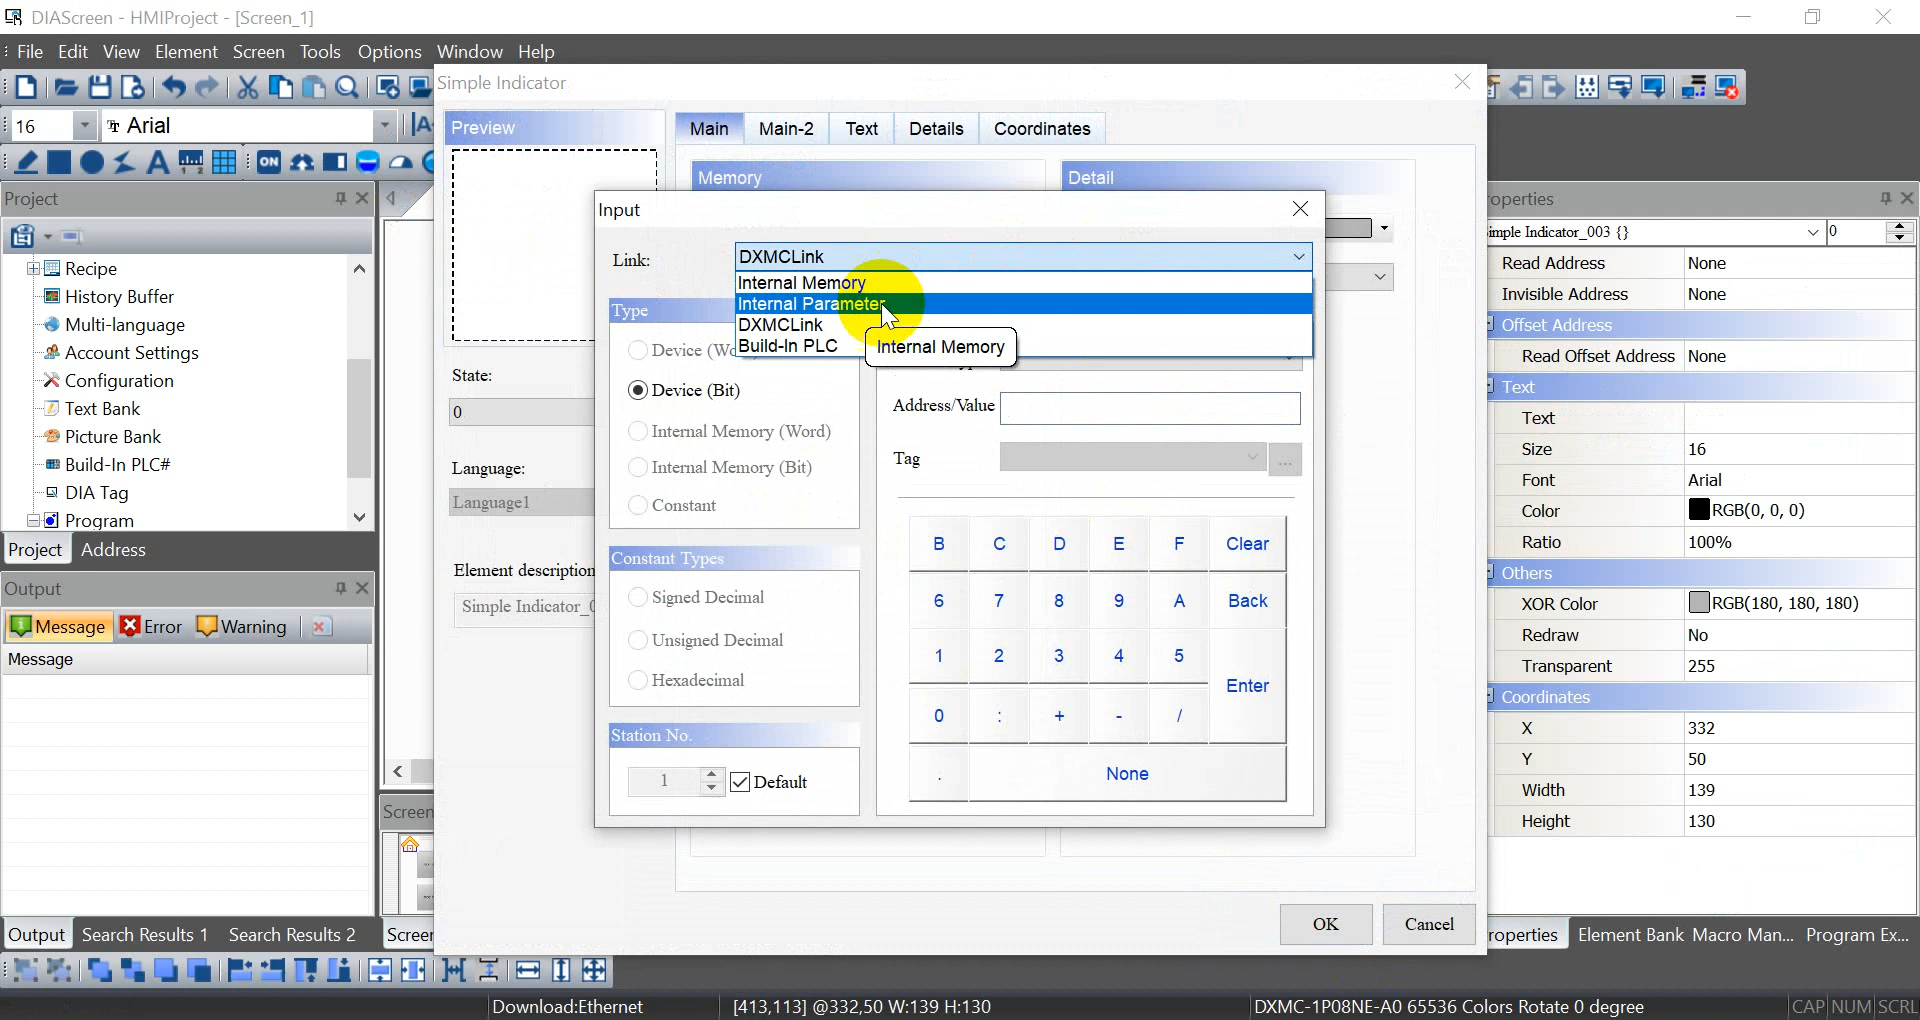 DIAScreen - HMIProject - [Screen_1]
File Edit View Element Screen Tools Options Window Help
Simple Indicator
16 Arial
Preview
Main Main-2 Text Details Coordinates
ON
Project
Memory Detail
Input
Link: DXMCLink
Internal Memory
Internal Parameter
DXMCLink
Build-In PLC
Internal Memory
Recipe
History Buffer
Multi-language
Account Settings
Configuration
Text Bank
Picture Bank
Build-In PLC#
DIA Tag
Program
Project Address
Type
Device (Wo
Device (Bit)
Internal Memory (Word)
Internal Memory (Bit)
Constant
Address/Value
Tag ...
State:
0
Language:
Language1
Element description
Simple Indicator_0
Constant Types
Signed Decimal
Unsigned Decimal
Hexadecimal
Station No.
1 Default
B C D E F Clear
6 7 8 9 A Back
1 2 3 4 5
Enter
0 : + - /
. None
OK Cancel
Output
Message Error Warning
Message
Output Search Results 1 Search Results 2
Screen
Screer
roperties
imple Indicator_003 {} 0
Read Address None
Invisible Address None
Offset Address
Read Offset Address None
Text
Text
Size 16
Font Arial
Color RGB(0, 0, 0)
Ratio 100%
Others
XOR Color RGB(180, 180, 180)
Redraw No
Transparent 255
Coordinates
X 332
Y 50
Width 139
Height 130
roperties Element Bank Macro Man... Program Ex...
Download:Ethernet [413,113] @332,50 W:139 H:130 DXMC-1P08NE-A0 65536 Colors Rotate 0 degree CAP NUM SCRL